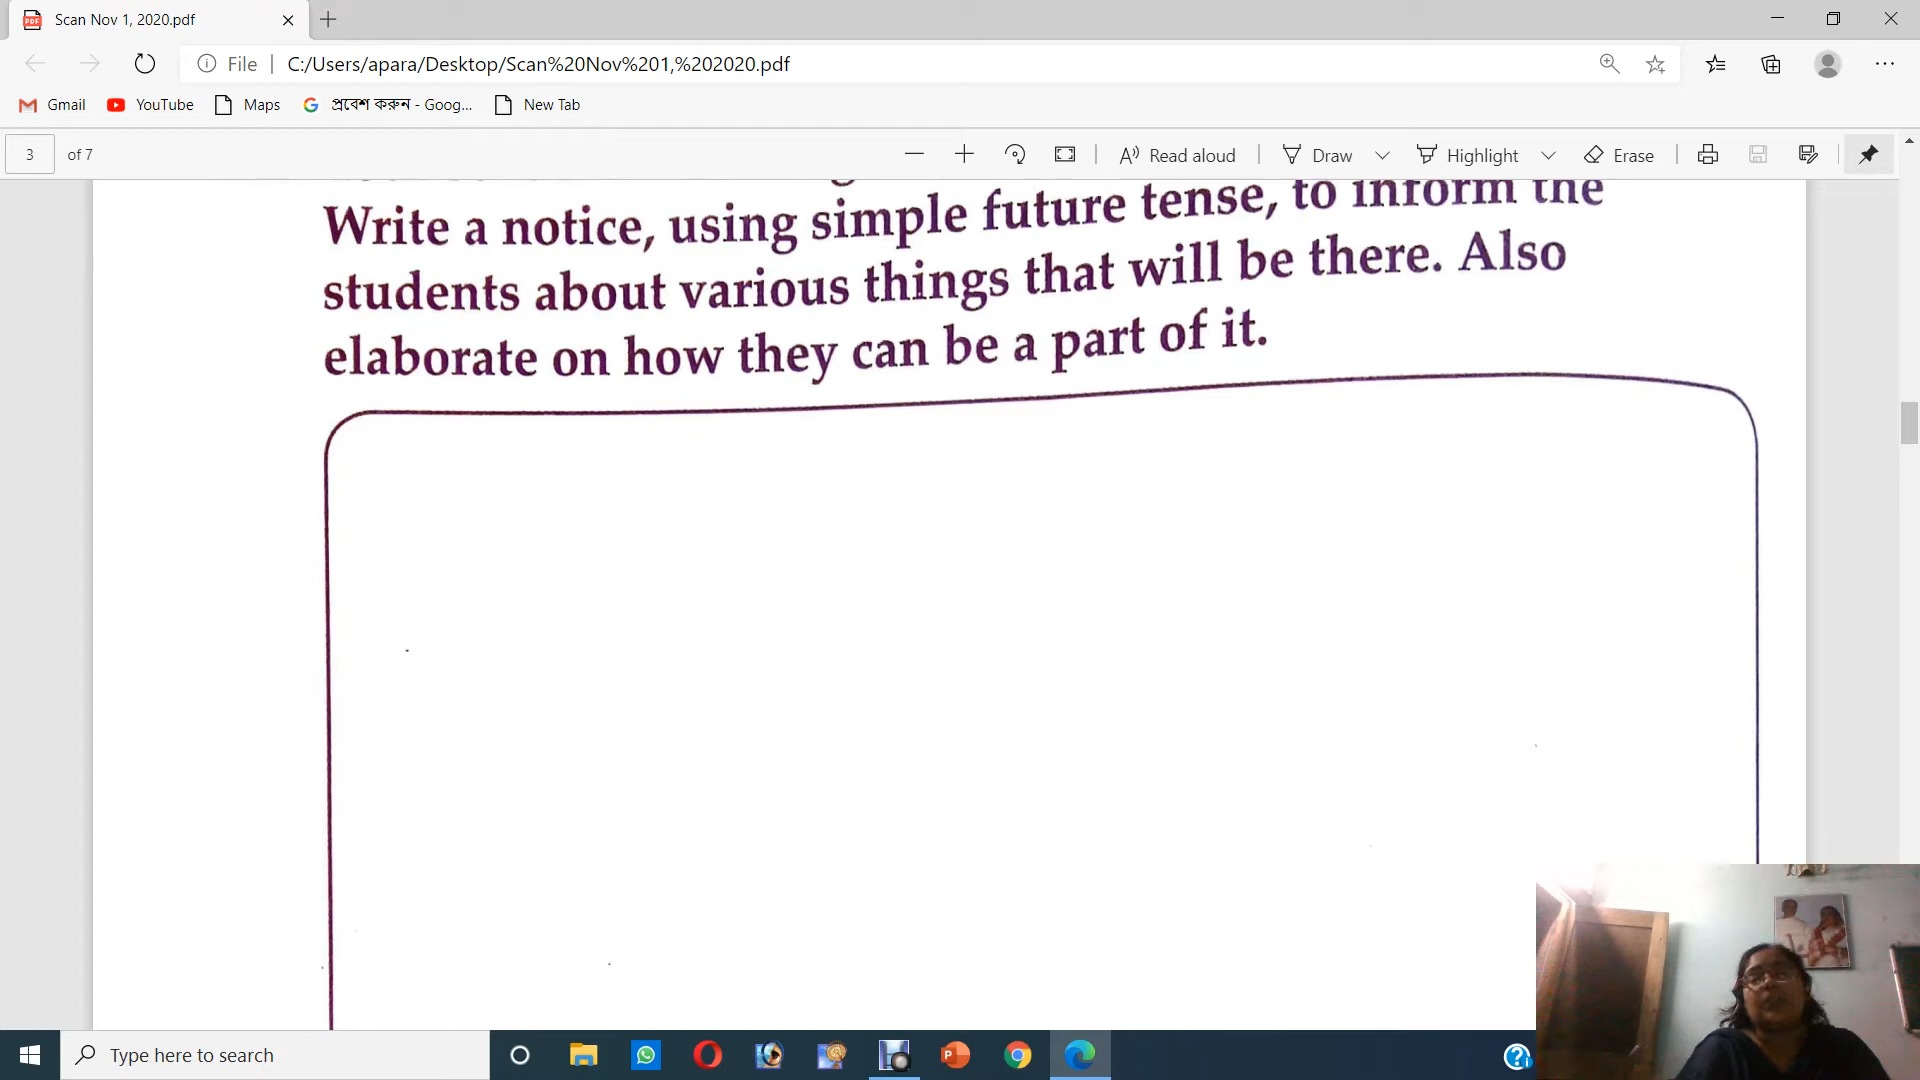 Scan Nov 1, 2020.pdf
File C:/Users/apara/Desktop/Scan%20Nov%201,%202020.pdf
Gmail YouTube Maps প্রবেশ করুন - Goog... New Tab
3 of 7 Read aloud Draw Highlight Erase
Write a notice, using simple future tense, to inform the
students about various things that will be there. Also
elaborate on how they can be a part of it.
Type here to search